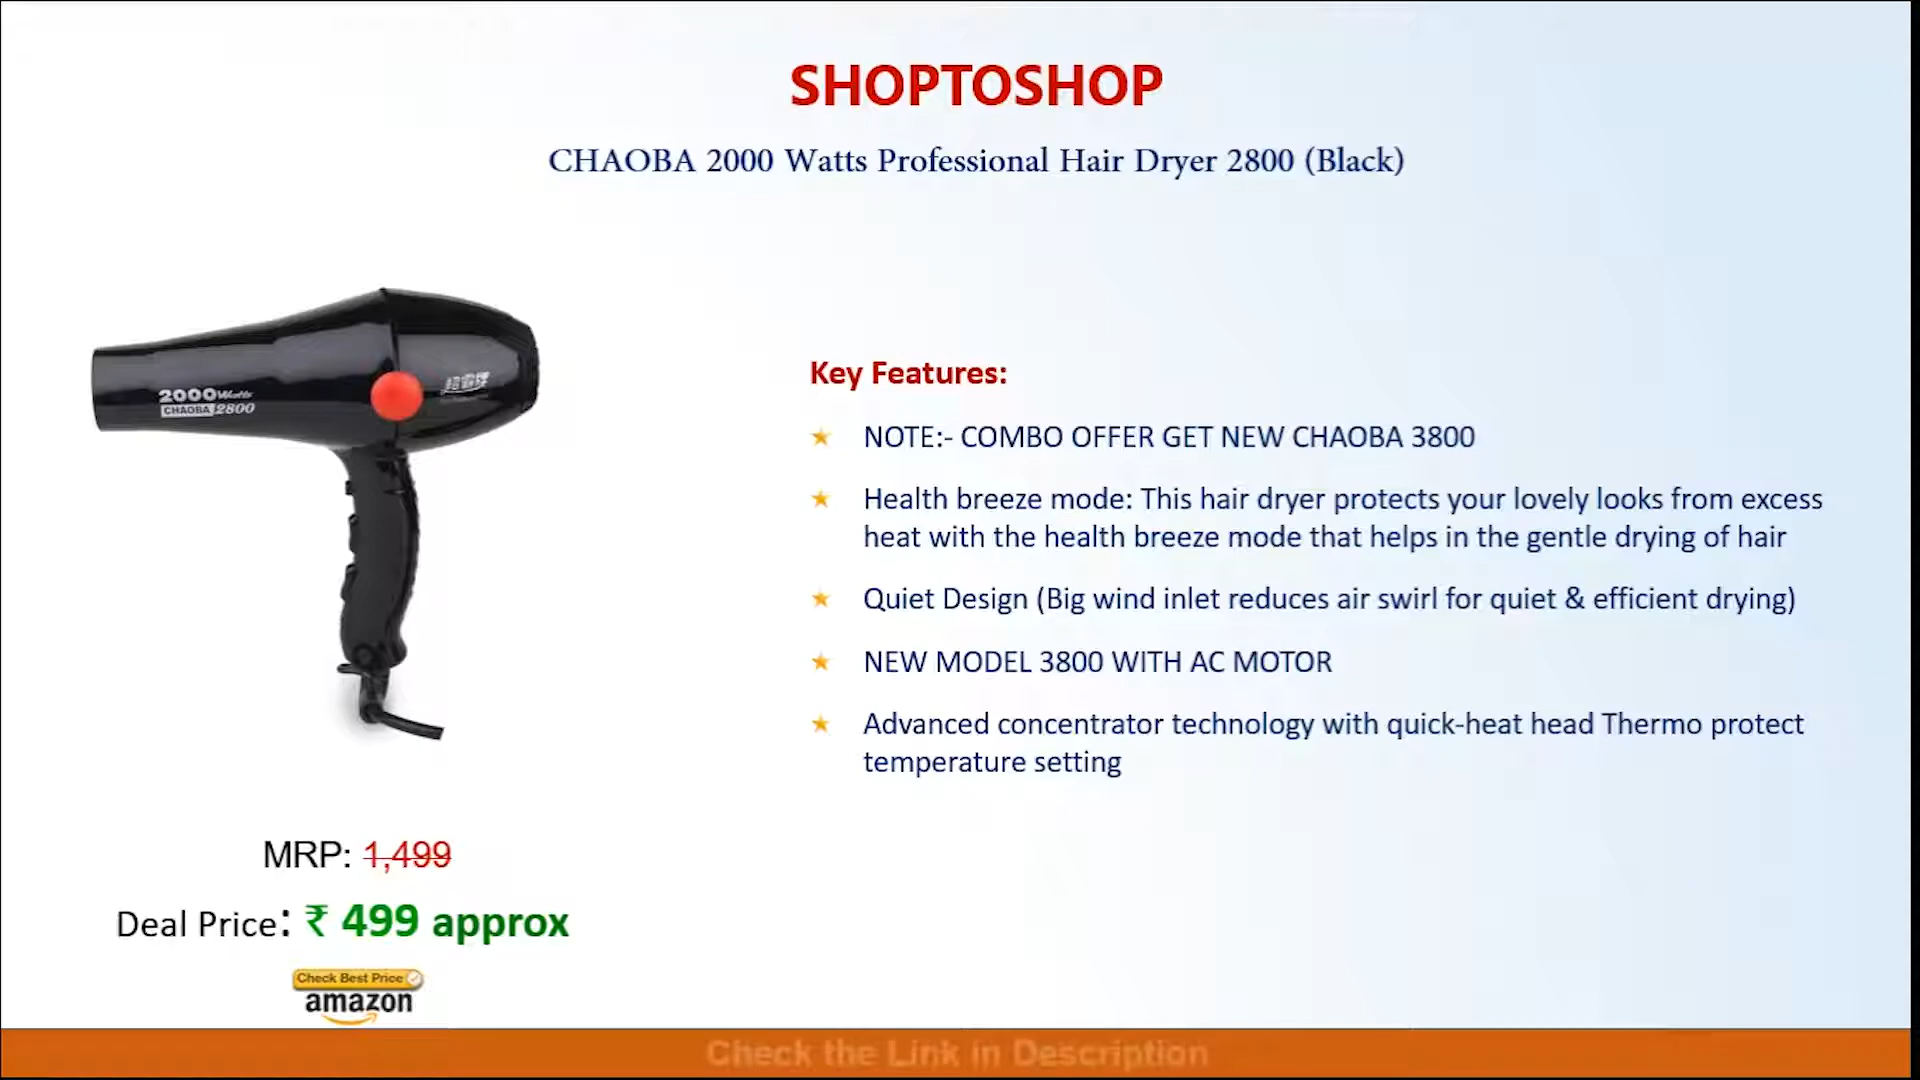 SHOPTOSHOP
CHAOBA 2000 Watts Professional Hair Dryer 2800 (Black)
2000 Watts
CHAOBA 2800
Key Features:
NOTE:- COMBO OFFER GET NEW CHAOBA 3800
Health breeze mode: This hair dryer protects your lovely looks from excess
heat with the health breeze mode that helps in the gentle drying of hair
Quiet Design (Big wind inlet reduces air swirl for quiet & efficient drying)
NEW MODEL 3800 WITH AC MOTOR
Advanced concentrator technology with quick-heat head Thermo protect
temperature setting
MRP: 1,499
Deal Price: ₹ 499 approx
Check Best Price
amazon
Check the Link in Description